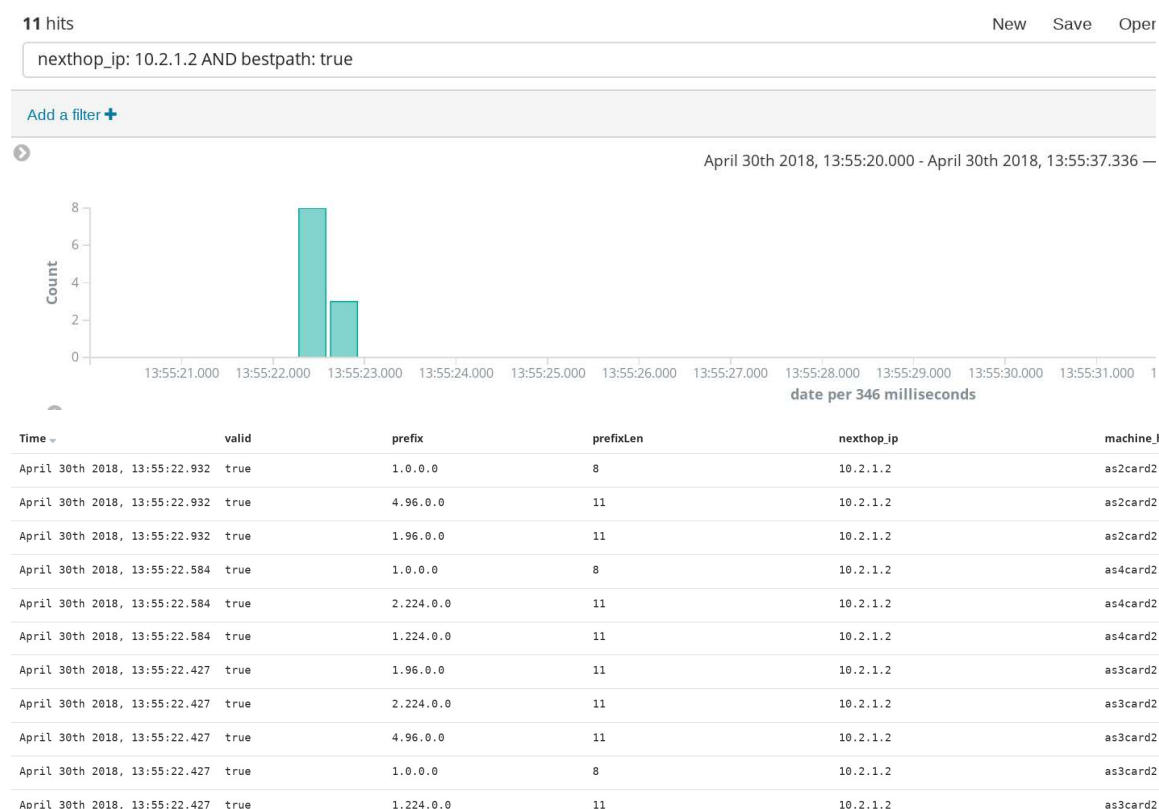 11 hits New Save Open
nexthop_ip: 10.2.1.2 AND bestpath: true
Add a filter +
April 30th 2018, 13:55:20.000 - April 30th 2018, 13:55:37.336 —
8
6
4
2
0
Count
13:55:21.000 13:55:22.000 13:55:23.000 13:55:24.000 13:55:25.000 13:55:26.000 13:55:27.000 13:55:28.000 13:55:29.000 13:55:30.000 13:55:31.000 1
date per 346 milliseconds
Time valid prefix prefixLen nexthop_ip machine_h
April 30th 2018, 13:55:22.932 true 1.0.0.0 8 10.2.1.2 as2card2
April 30th 2018, 13:55:22.932 true 4.96.0.0 11 10.2.1.2 as2card2
April 30th 2018, 13:55:22.932 true 1.96.0.0 11 10.2.1.2 as2card2
April 30th 2018, 13:55:22.584 true 1.0.0.0 8 10.2.1.2 as4card2
April 30th 2018, 13:55:22.584 true 2.224.0.0 11 10.2.1.2 as4card2
April 30th 2018, 13:55:22.584 true 1.224.0.0 11 10.2.1.2 as4card2
April 30th 2018, 13:55:22.427 true 1.96.0.0 11 10.2.1.2 as3card2
April 30th 2018, 13:55:22.427 true 2.224.0.0 11 10.2.1.2 as3card2
April 30th 2018, 13:55:22.427 true 4.96.0.0 11 10.2.1.2 as3card2
April 30th 2018, 13:55:22.427 true 1.0.0.0 8 10.2.1.2 as3card2
April 30th 2018, 13:55:22.427 true 1.224.0.0 11 10.2.1.2 as3card2